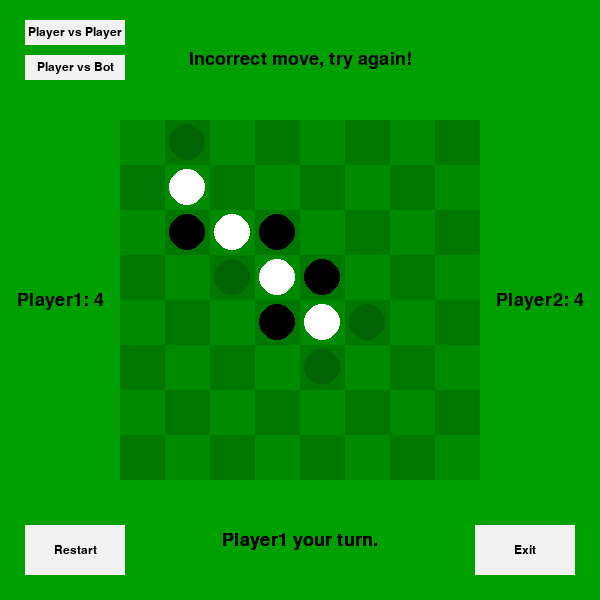 Player vs Player
Incorrect move, try again!
Player vs Bot
Player1: 4
Player2: 4
Player1 your turn.
Restart
Exit